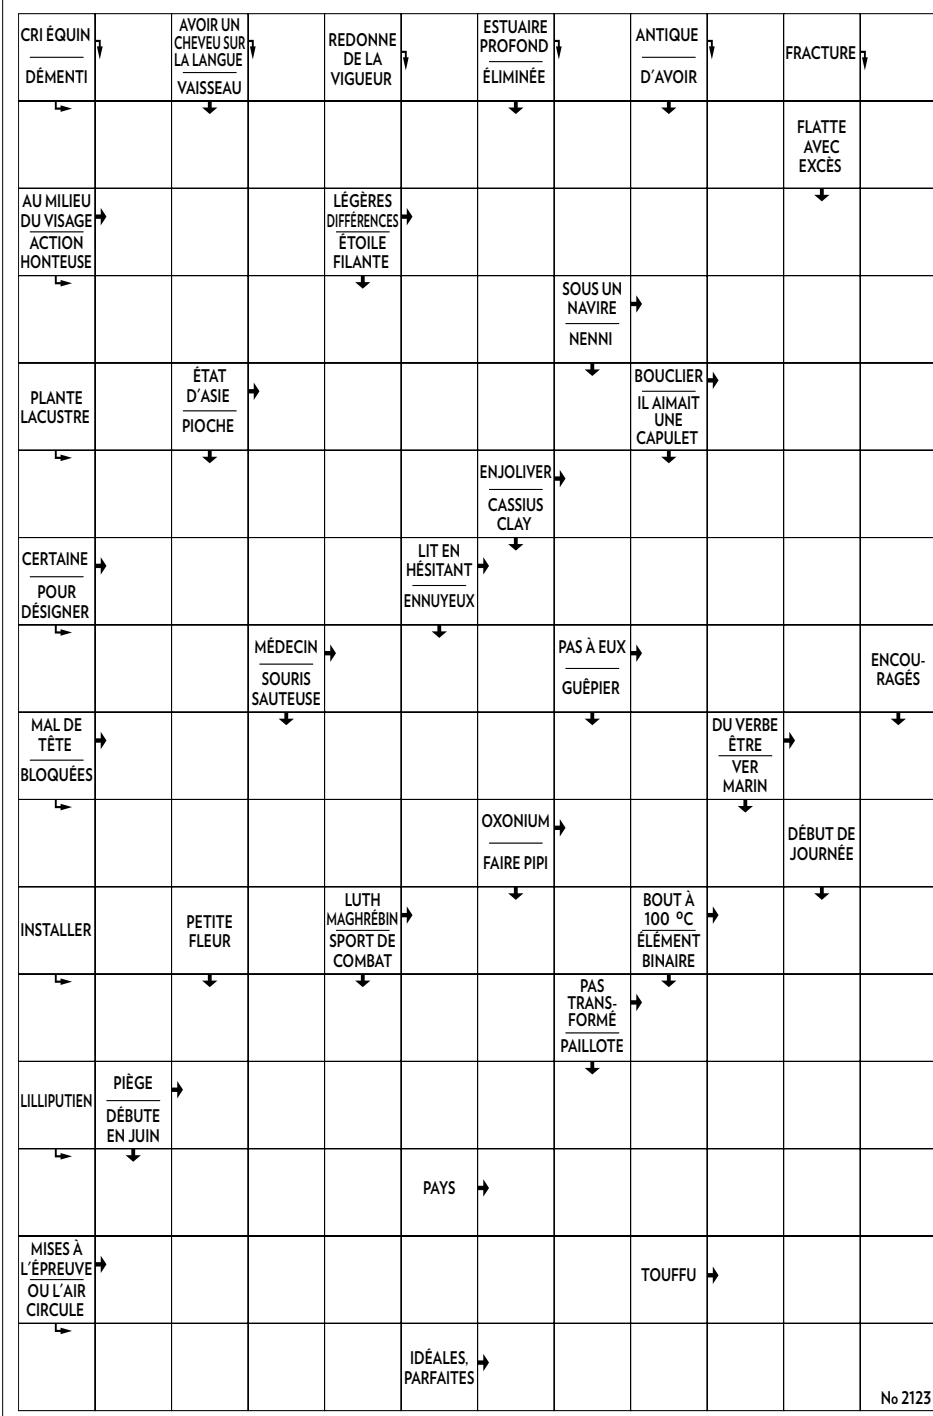 CRI ÉQUIN
DÉMENTI
AVOIR UN
CHEVEU SUR
LA LANGUE
VAISSEAU
REDONNE
DE LA
VIGUEUR
ESTUAIRE
PROFOND
ÉLIMINÉE
ANTIQUE
D'AVOIR
FRACTURE
FLATTE
AVEC
EXCÈS
AU MILIEU
DU VISAGE
ACTION
HONTEUSE
LÉGÈRES
DIFFÉRENCES
ÉTOILE
FILANTE
SOUS UN
NAVIRE
NENNI
PLANTE
LACUSTRE
ÉTAT
D'ASIE
PIOCHE
BOUCLIER
IL AIMAIT
UNE
CAPULET
ENJOLIVER
CASSIUS
CLAY
CERTAINE
POUR
DÉSIGNER
LIT EN
HÉSITANT
ENNUYEUX
MÉDECIN
SOURIS
SAUTEUSE
PAS À EUX
GUÊPIER
ENCOU-
RAGÉS
MAL DE
TÊTE
BLOQUÉES
DU VERBE
ÊTRE
VER
MARIN
OXONIUM
FAIRE PIPI
DÉBUT DE
JOURNÉE
INSTALLER
PETITE
FLEUR
LUTH
MAGHRÉBIN
SPORT DE
COMBAT
BOUT À
100 ºC
ÉLÉMENT
BINAIRE
PAS
TRANS-
FORMÉ
PAILLOTE
LILLIPUTIEN
PIÈGE
DÉBUTE
EN JUIN
PAYS
MISES À
L'ÉPREUVE
OU L'AIR
CIRCULE
TOUFFU
IDÉALES,
PARFAITES
No 2123